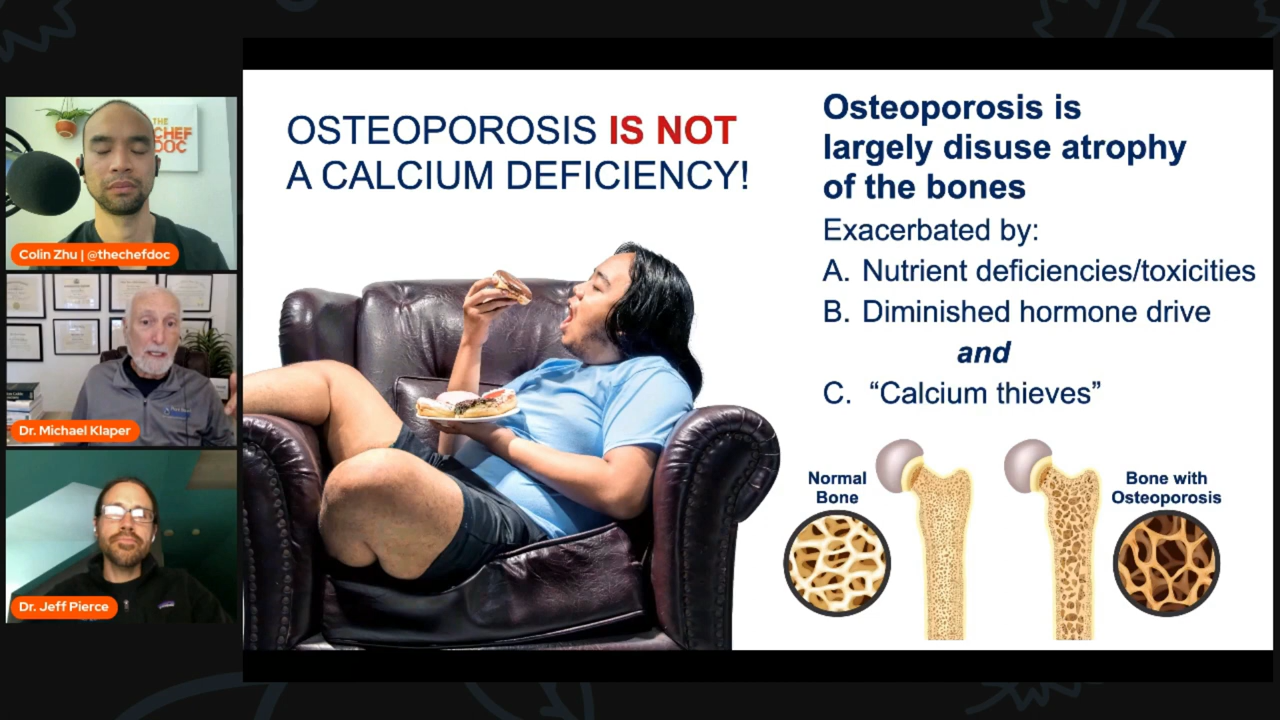 THE
CHEF
DOC
Colin Zhu | @thechefdoc
Dr. Michael Klaper
Dr. Jeff Pierce
OSTEOPOROSIS IS NOT
A CALCIUM DEFICIENCY!
Osteoporosis is
largely disuse atrophy
of the bones
Exacerbated by:
A. Nutrient deficiencies/toxicities
B. Diminished hormone drive
and
C. “Calcium thieves”
Normal
Bone
Bone with
Osteoporosis